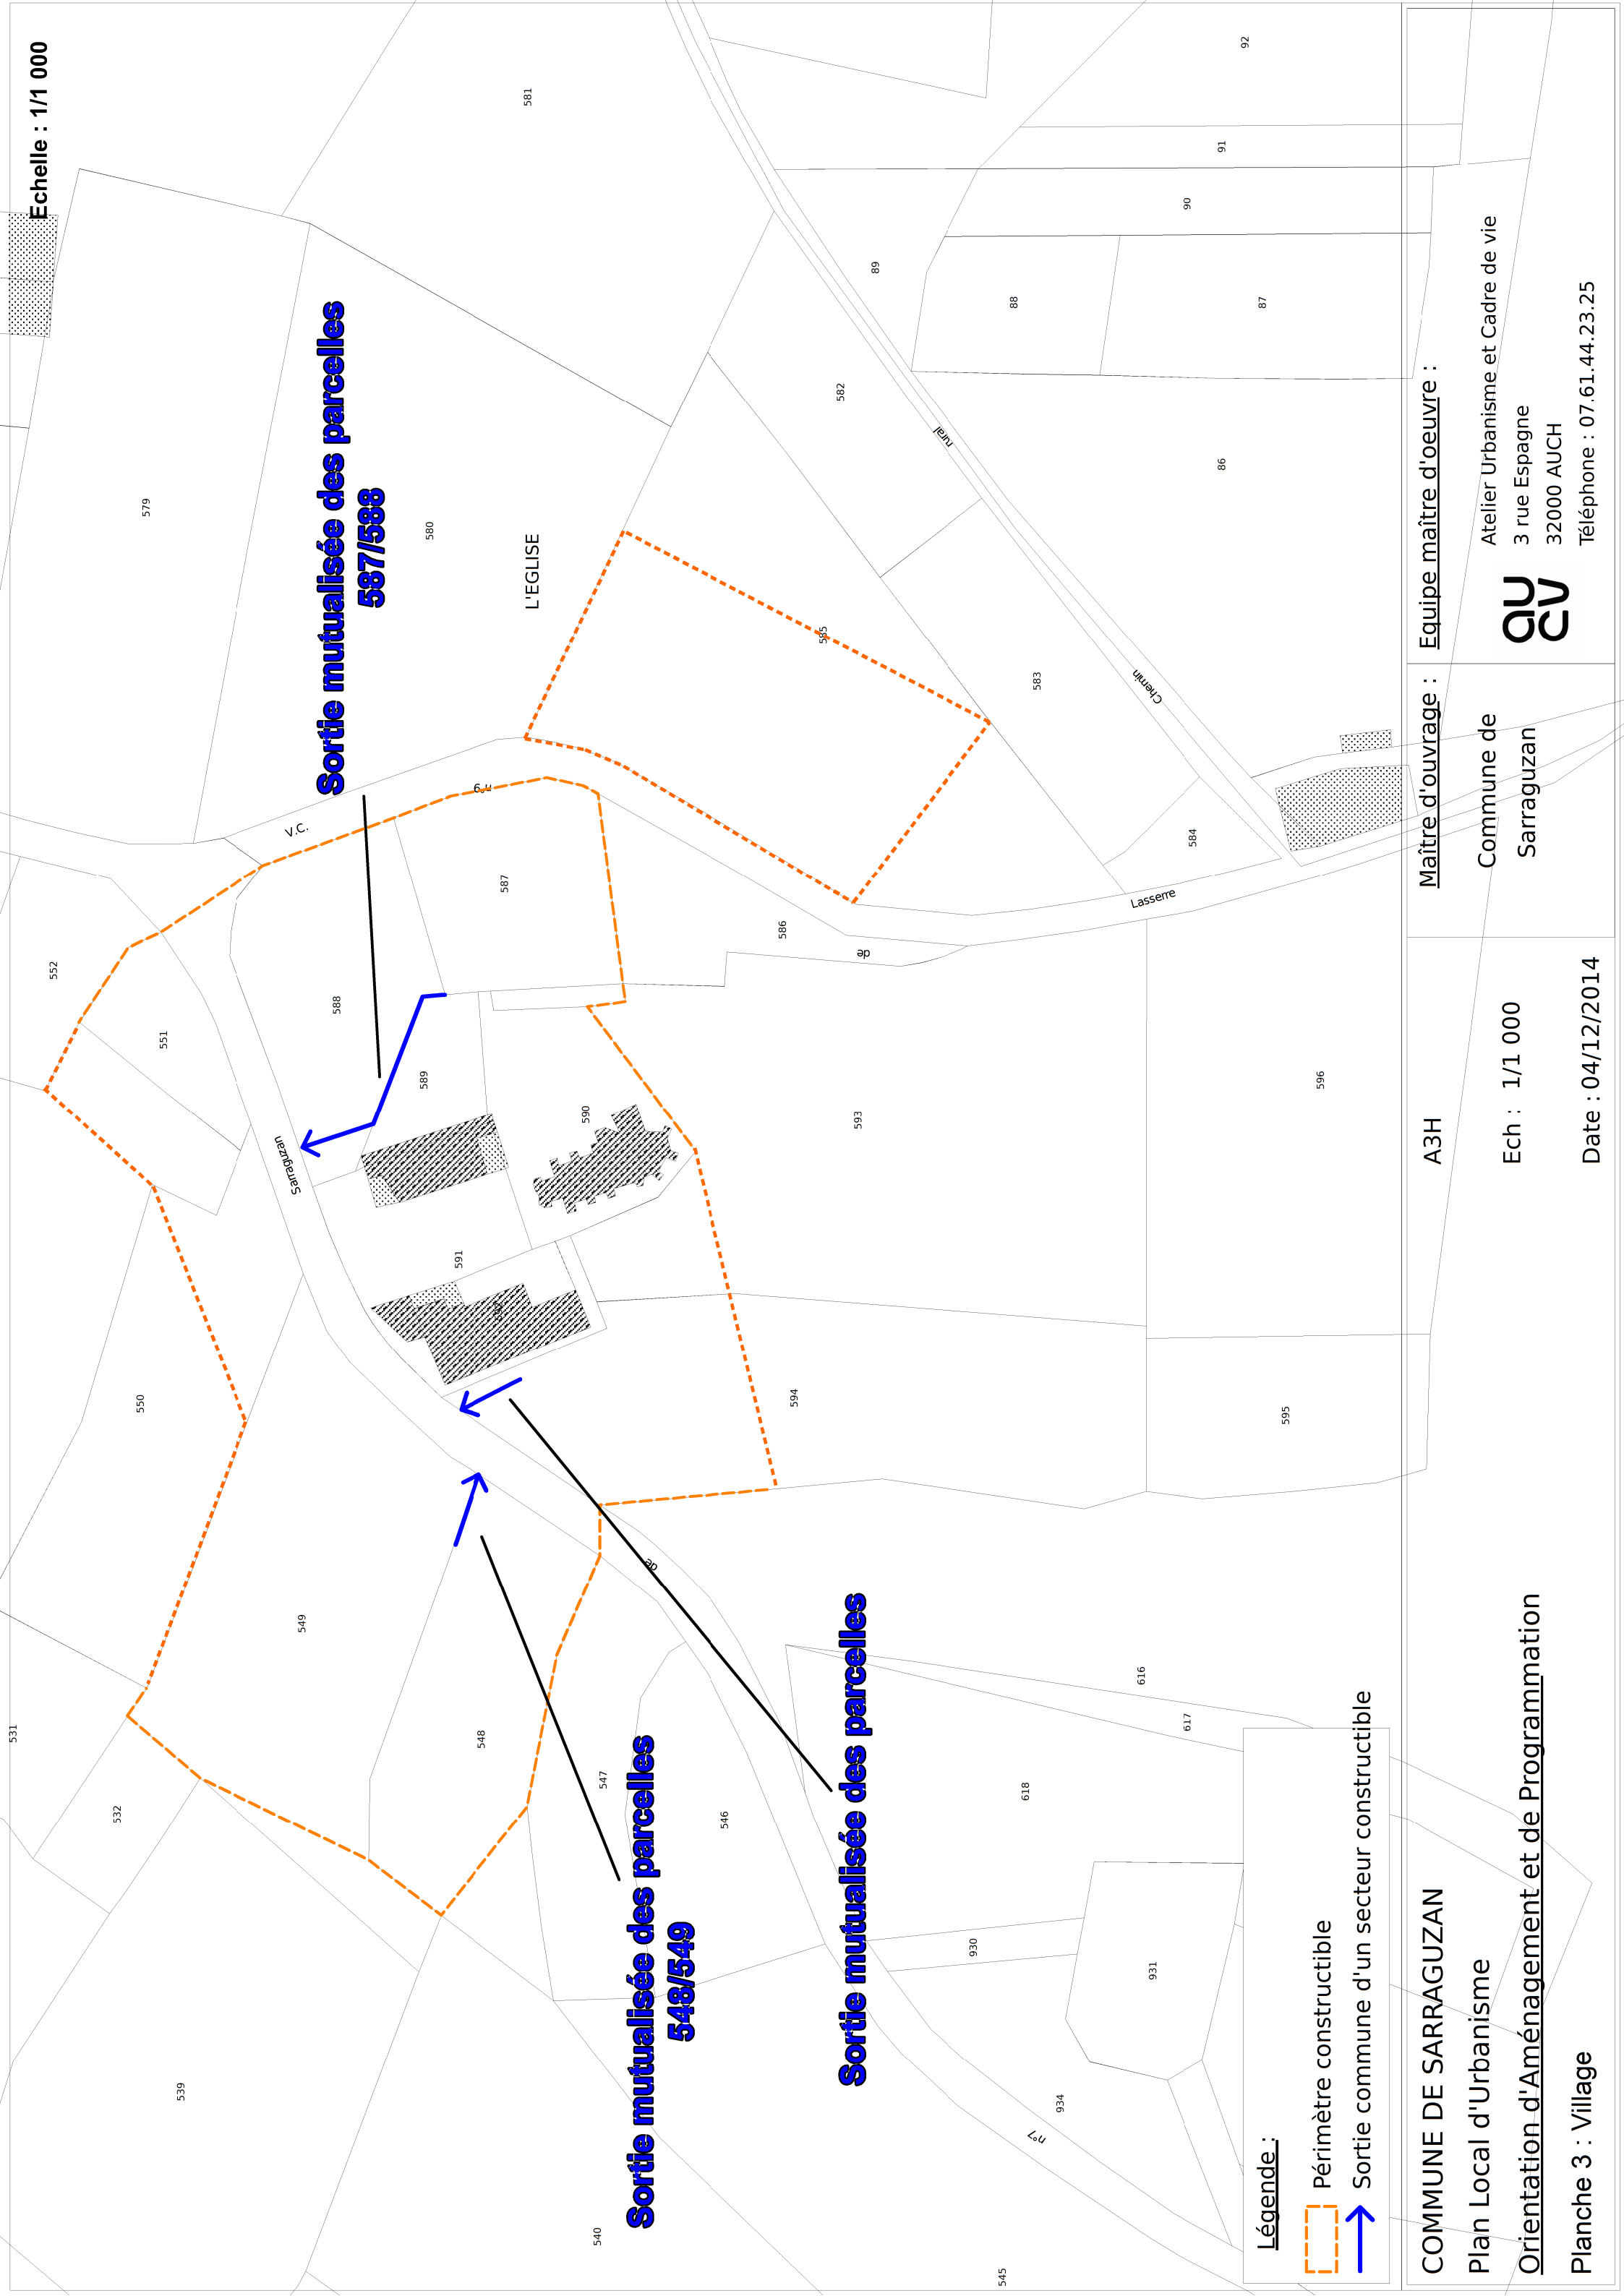 Echelle : 1/1 000
531
532
539
540
545
550
549
548
547
546
552
551
579
580
581
L'EGLISE
588
587
589
590
591
592
586
585
582
583
584
593
594
595
596
616
617
618
930
931
934
89
88
87
86
90
91
92
V.C.
n°9
de
Sarraguzan
de
Lasserre
Chemin
rural
n°7
Sortie mutualisée des parcelles
587/588
Sortie mutualisée des parcelles
548/549
Sortie mutualisée des parcelles
Légende :
Périmètre constructible
Sortie commune d'un secteur constructible
COMMUNE DE SARRAGUZAN
Plan Local d'Urbanisme
Orientation d'Aménagement et de Programmation
Planche 3 : Village
A3H
Ech : 1/1 000
Date : 04/12/2014
Maître d'ouvrage :
Commune de
Sarraguzan
Equipe maître d'oeuvre :
au
cv
Atelier Urbanisme et Cadre de vie
3 rue Espagne
32000 AUCH
Téléphone : 07.61.44.23.25